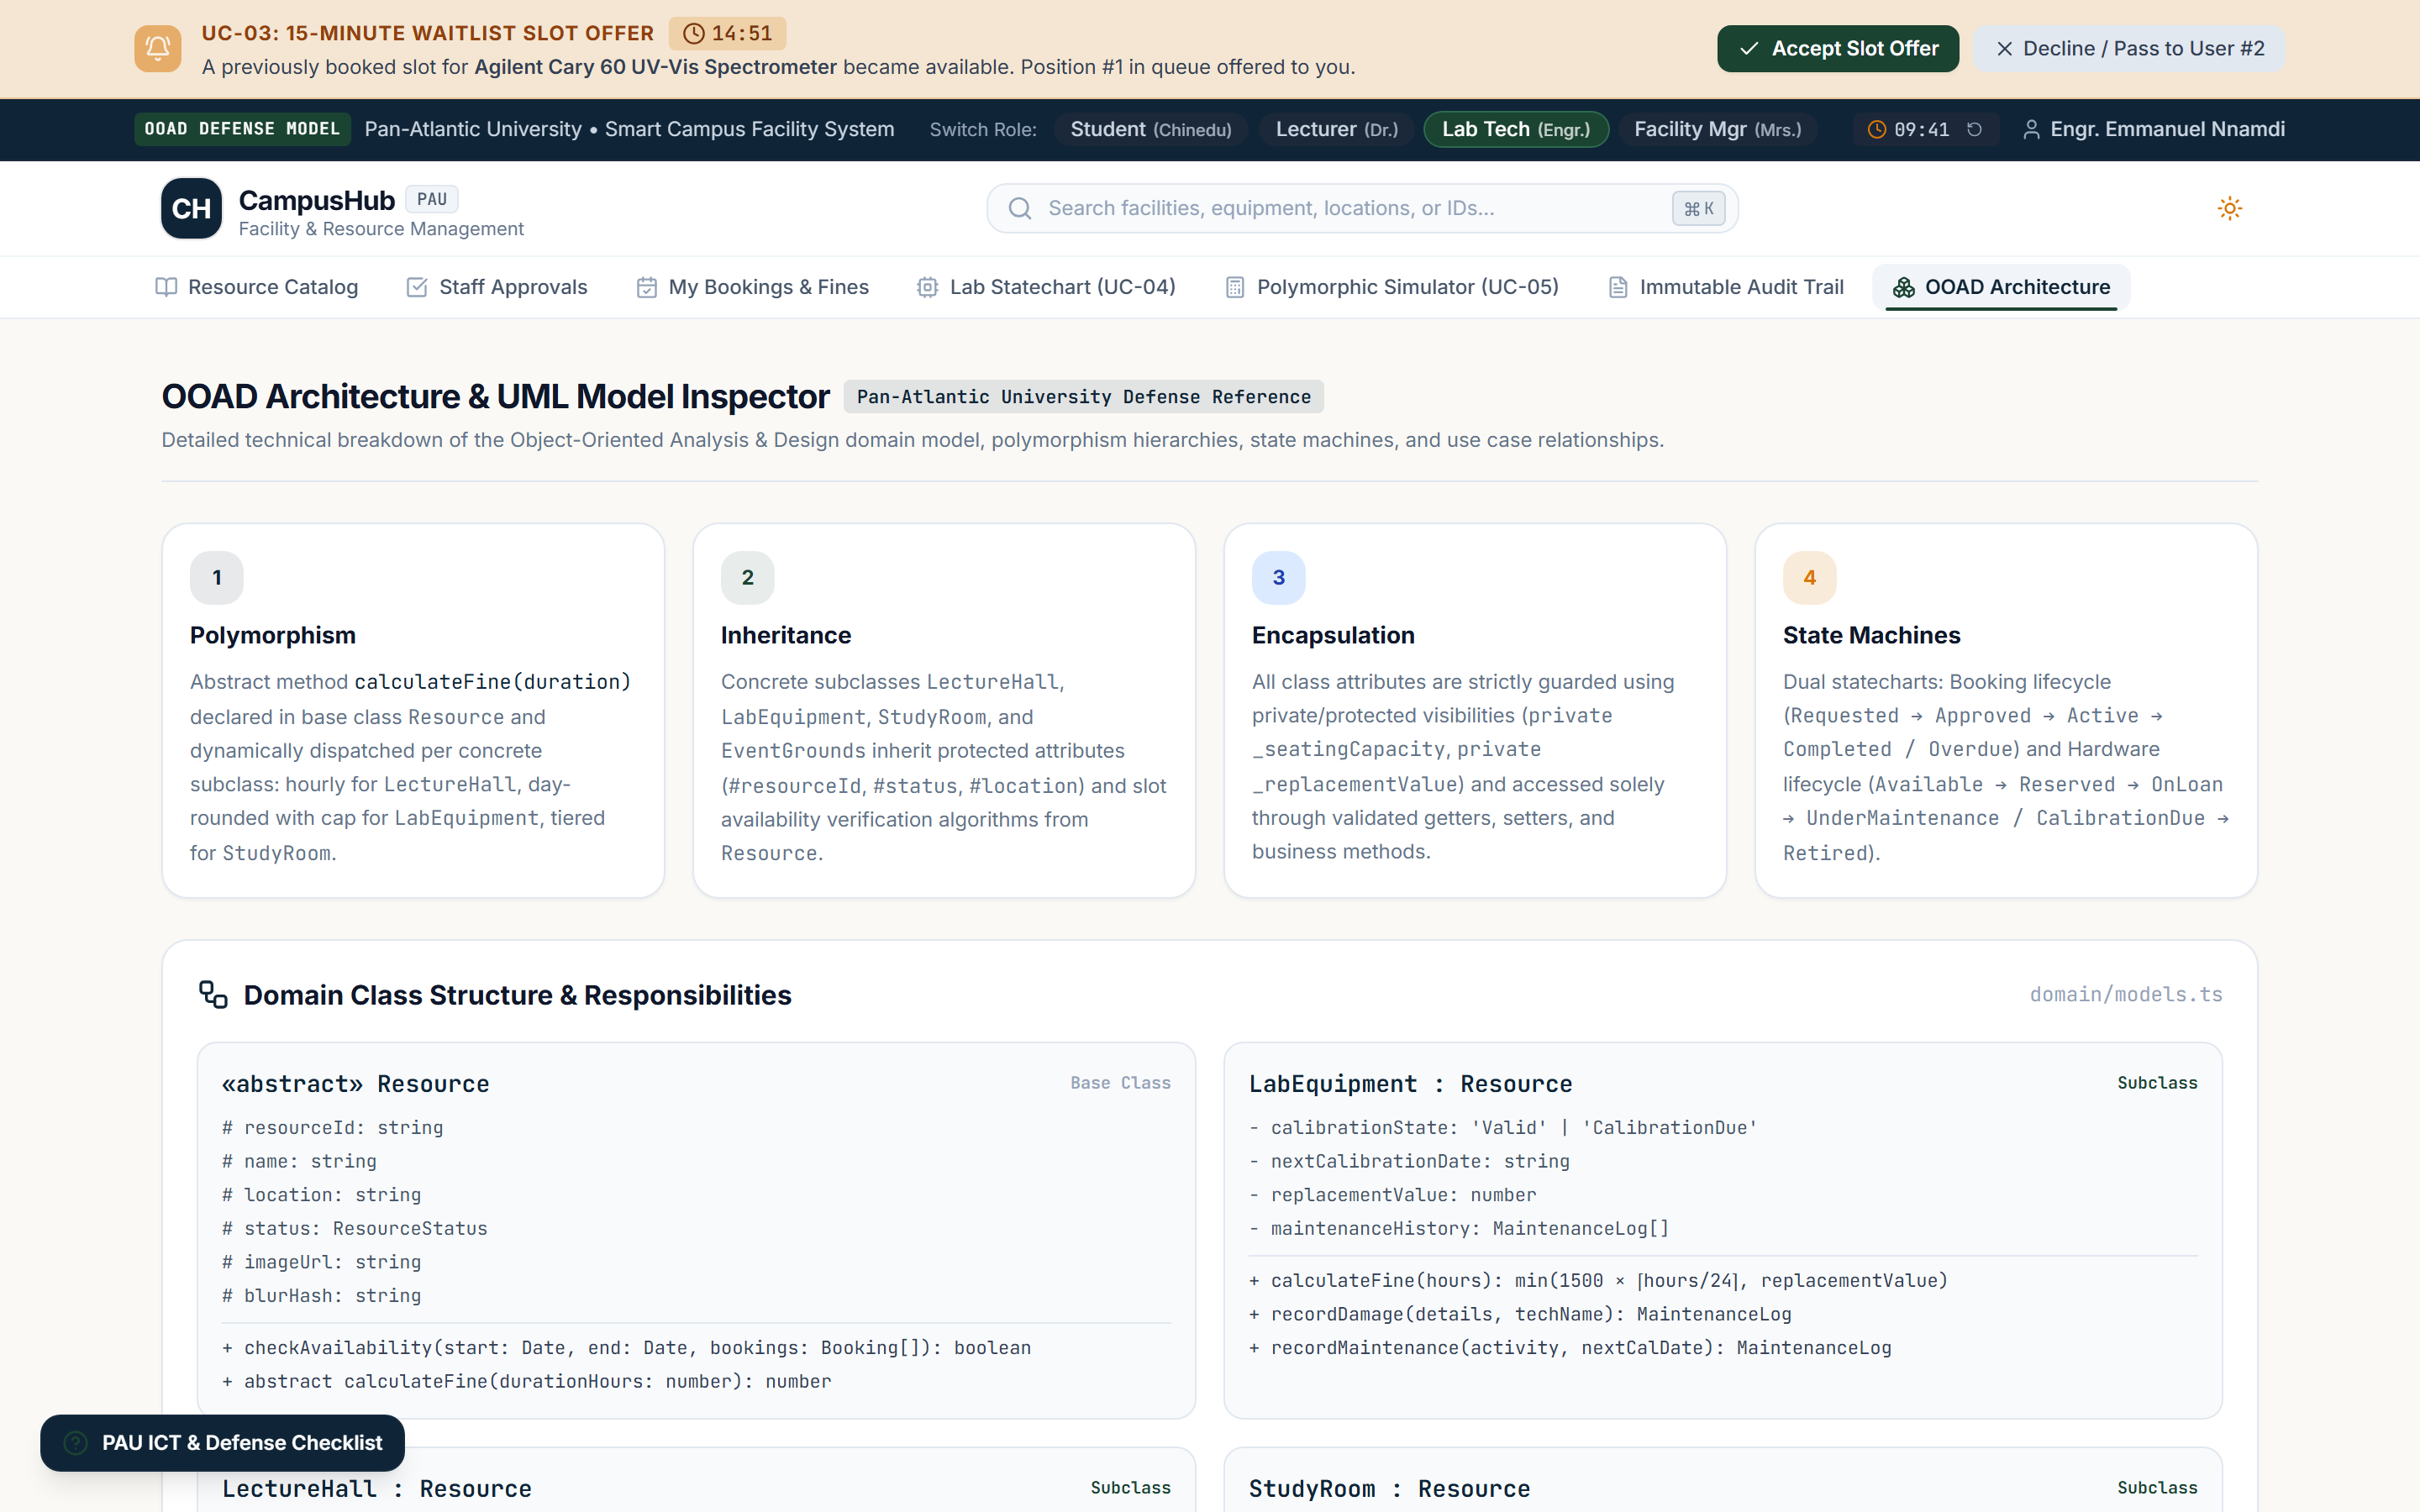 UC-03: 15-MINUTE WAITLIST SLOT OFFER 14:51
A previously booked slot for Agilent Cary 60 UV-Vis Spectrometer became available. Position #1 in queue offered to you.
Accept Slot Offer
Decline / Pass to User #2
OOAD DEFENSE MODEL Pan-Atlantic University • Smart Campus Facility System
Switch Role: Student (Chinedu) Lecturer (Dr.) Lab Tech (Engr.) Facility Mgr (Mrs.)
09:41
Engr. Emmanuel Nnamdi
CH
CampusHub PAU
Facility & Resource Management
Search facilities, equipment, locations, or IDs...
⌘K
Resource Catalog
Staff Approvals
My Bookings & Fines
Lab Statechart (UC-04)
Polymorphic Simulator (UC-05)
Immutable Audit Trail
OOAD Architecture
OOAD Architecture & UML Model Inspector Pan-Atlantic University Defense Reference
Detailed technical breakdown of the Object-Oriented Analysis & Design domain model, polymorphism hierarchies, state machines, and use case relationships.
1
Polymorphism
Abstract method calculateFine(duration)
declared in base class Resource and
dynamically dispatched per concrete
subclass: hourly for LectureHall, day-
rounded with cap for LabEquipment, tiered
for StudyRoom.
2
Inheritance
Concrete subclasses LectureHall,
LabEquipment, StudyRoom, and
EventGrounds inherit protected attributes
(#resourceId, #status, #location) and slot
availability verification algorithms from
Resource.
3
Encapsulation
All class attributes are strictly guarded using
private/protected visibilities (private
_seatingCapacity, private
_replacementValue) and accessed solely
through validated getters, setters, and
business methods.
4
State Machines
Dual statecharts: Booking lifecycle
(Requested → Approved → Active →
Completed / Overdue) and Hardware
lifecycle (Available → Reserved → OnLoan
→ UnderMaintenance / CalibrationDue →
Retired).
Domain Class Structure & Responsibilities
domain/models.ts
«abstract» Resource
Base Class
# resourceId: string
# name: string
# location: string
# status: ResourceStatus
# imageUrl: string
# blurHash: string
+ checkAvailability(start: Date, end: Date, bookings: Booking[]): boolean
+ abstract calculateFine(durationHours: number): number
LabEquipment : Resource
Subclass
- calibrationState: 'Valid' | 'CalibrationDue'
- nextCalibrationDate: string
- replacementValue: number
- maintenanceHistory: MaintenanceLog[]
+ calculateFine(hours): min(1500 × ⌈hours/24⌉, replacementValue)
+ recordDamage(details, techName): MaintenanceLog
+ recordMaintenance(activity, nextCalDate): MaintenanceLog
PAU ICT & Defense Checklist
LectureHall : Resource
Subclass
StudyRoom : Resource
Subclass